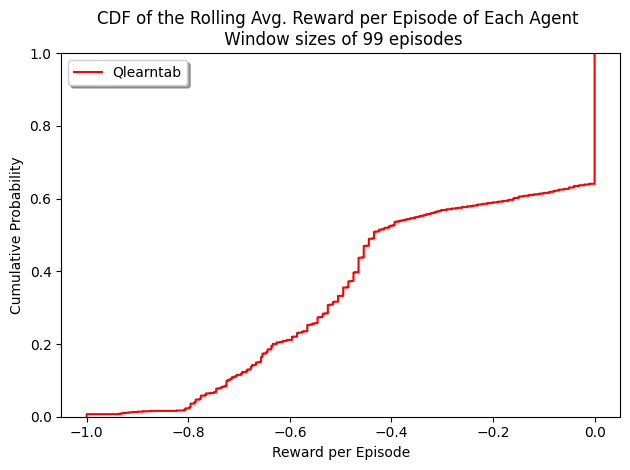 CDF of the Rolling Avg. Reward per Episode of Each Agent
Window sizes of 99 episodes
Qlearntab
Cumulative Probability
1.0
0.8
0.6
0.4
0.2
0.0
−1.0 −0.8 −0.6 −0.4 −0.2 0.0
Reward per Episode